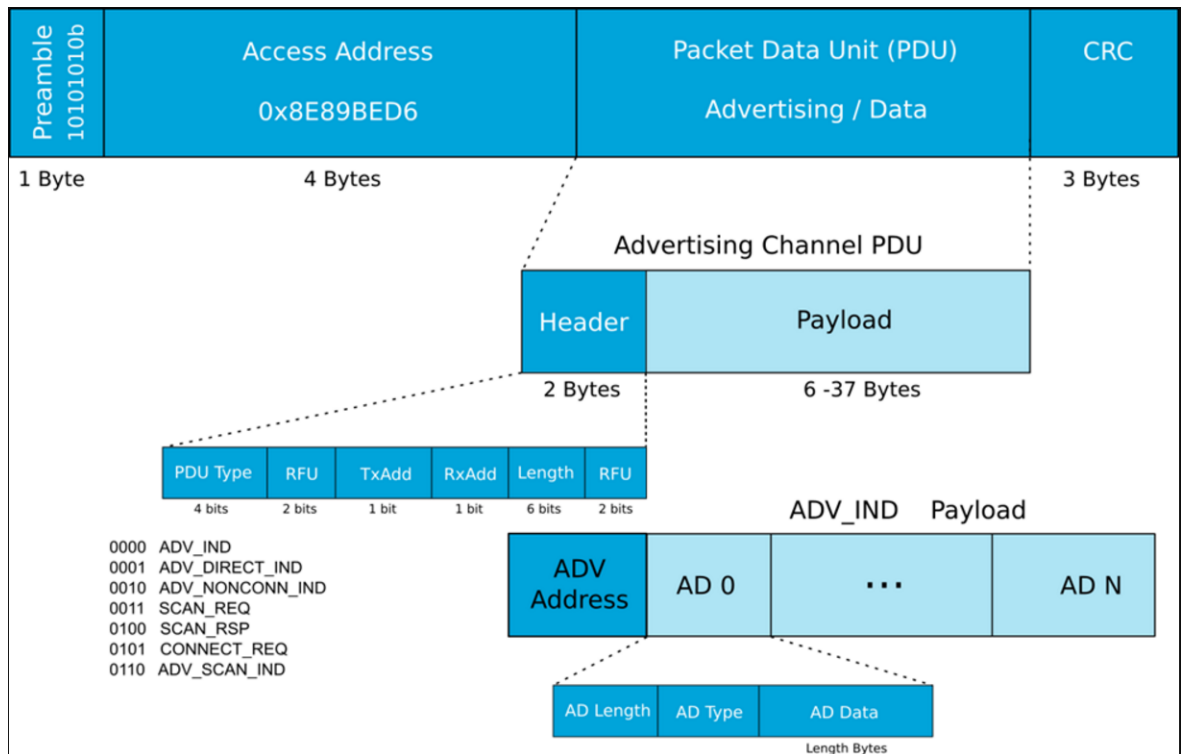 Preamble
10101010b
Access Address
0x8E89BED6
Packet Data Unit (PDU)
Advertising / Data
CRC
1 Byte
4 Bytes
3 Bytes
Advertising Channel PDU
Header
Payload
2 Bytes
6 -37 Bytes
PDU Type
RFU
TxAdd
RxAdd
Length
RFU
4 bits
2 bits
1 bit
1 bit
6 bits
2 bits
0000 ADV_IND
0001 ADV_DIRECT_IND
0010 ADV_NONCONN_IND
0011 SCAN_REQ
0100 SCAN_RSP
0101 CONNECT_REQ
0110 ADV_SCAN_IND
ADV_IND Payload
ADV
Address
AD 0
...
AD N
AD Length
AD Type
AD Data
Length Bytes